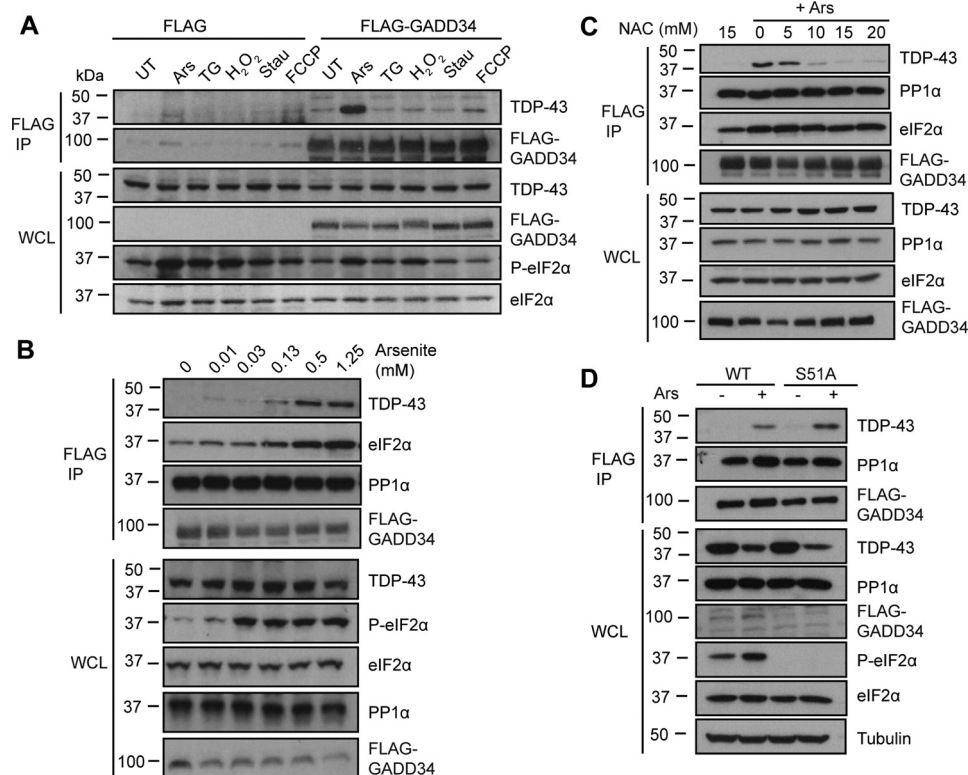 A
FLAG FLAG-GADD34
UT Ars TG H2O2 Stau FCCP UT Ars TG H2O2 Stau FCCP
kDa
FLAG IP
50
37
TDP-43
100
FLAG-
GADD34
WCL
50
37
TDP-43
100
FLAG-
GADD34
37
P-eIF2α
37
eIF2α
B
0 0.01 0.03 0.13 0.5 1.25 Arsenite
(mM)
FLAG
IP
50
37
TDP-43
37
eIF2α
37
PP1α
100
FLAG-
GADD34
WCL
50
37
TDP-43
37
P-eIF2α
37
eIF2α
37
PP1α
100
FLAG-
GADD34
C
+ Ars
NAC (mM) 15 0 5 10 15 20
FLAG
IP
50
37
TDP-43
37
PP1α
37
eIF2α
100
FLAG-
GADD34
WCL
50
37
TDP-43
37
PP1α
37
eIF2α
100
FLAG-
GADD34
D
WT S51A
Ars - + - +
FLAG
IP
50
37
TDP-43
37
PP1α
100
FLAG-
GADD34
WCL
50
37
TDP-43
37
PP1α
100
FLAG-
GADD34
37
P-eIF2α
37
eIF2α
50
Tubulin